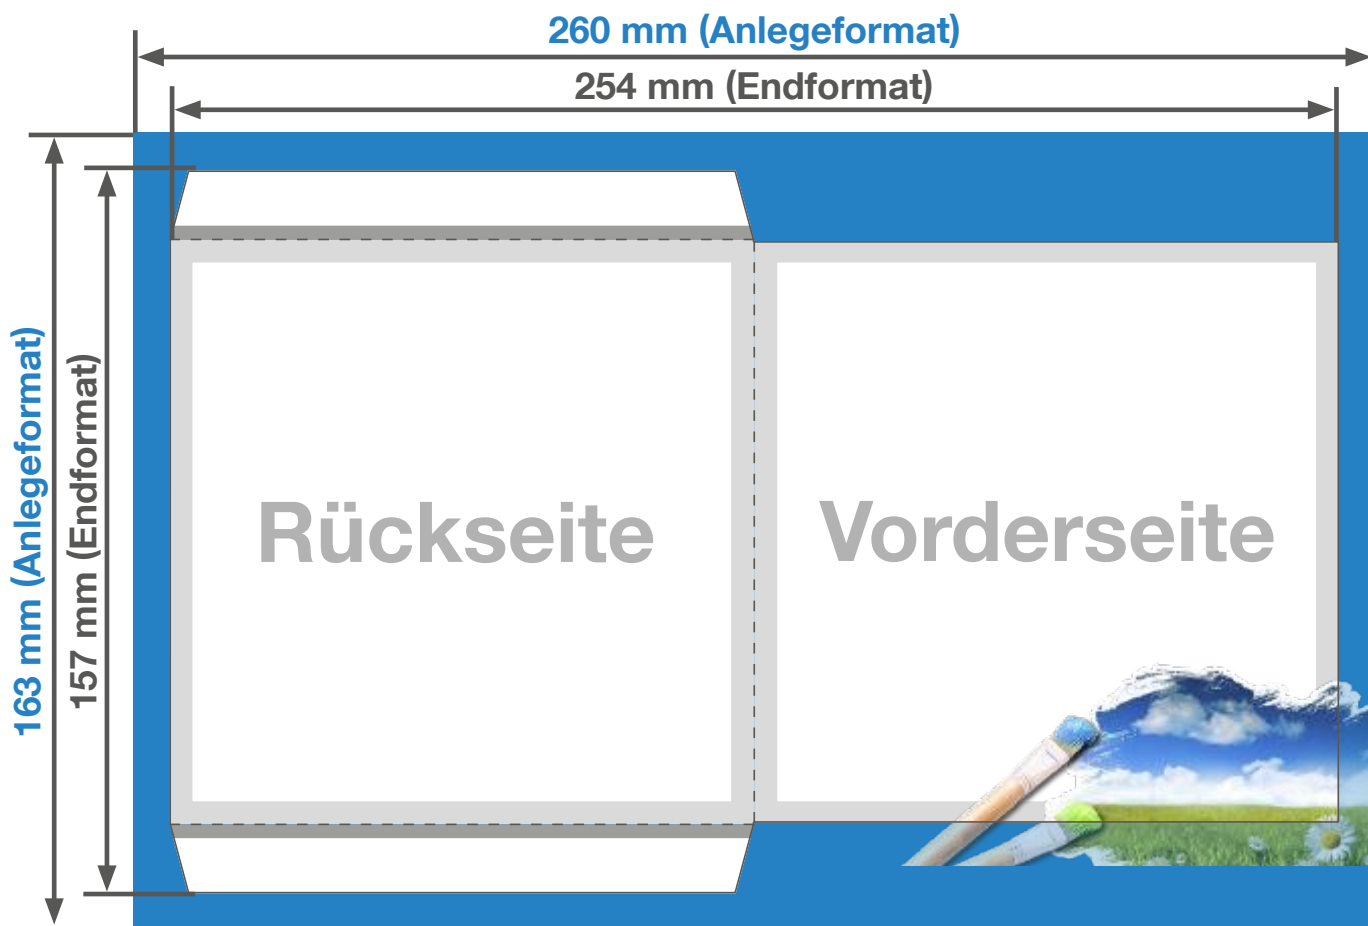 260 mm (Anlegeformat)
254 mm (Endformat)
163 mm (Anlegeformat)
157 mm (Endformat)
Rückseite
Vorderseite